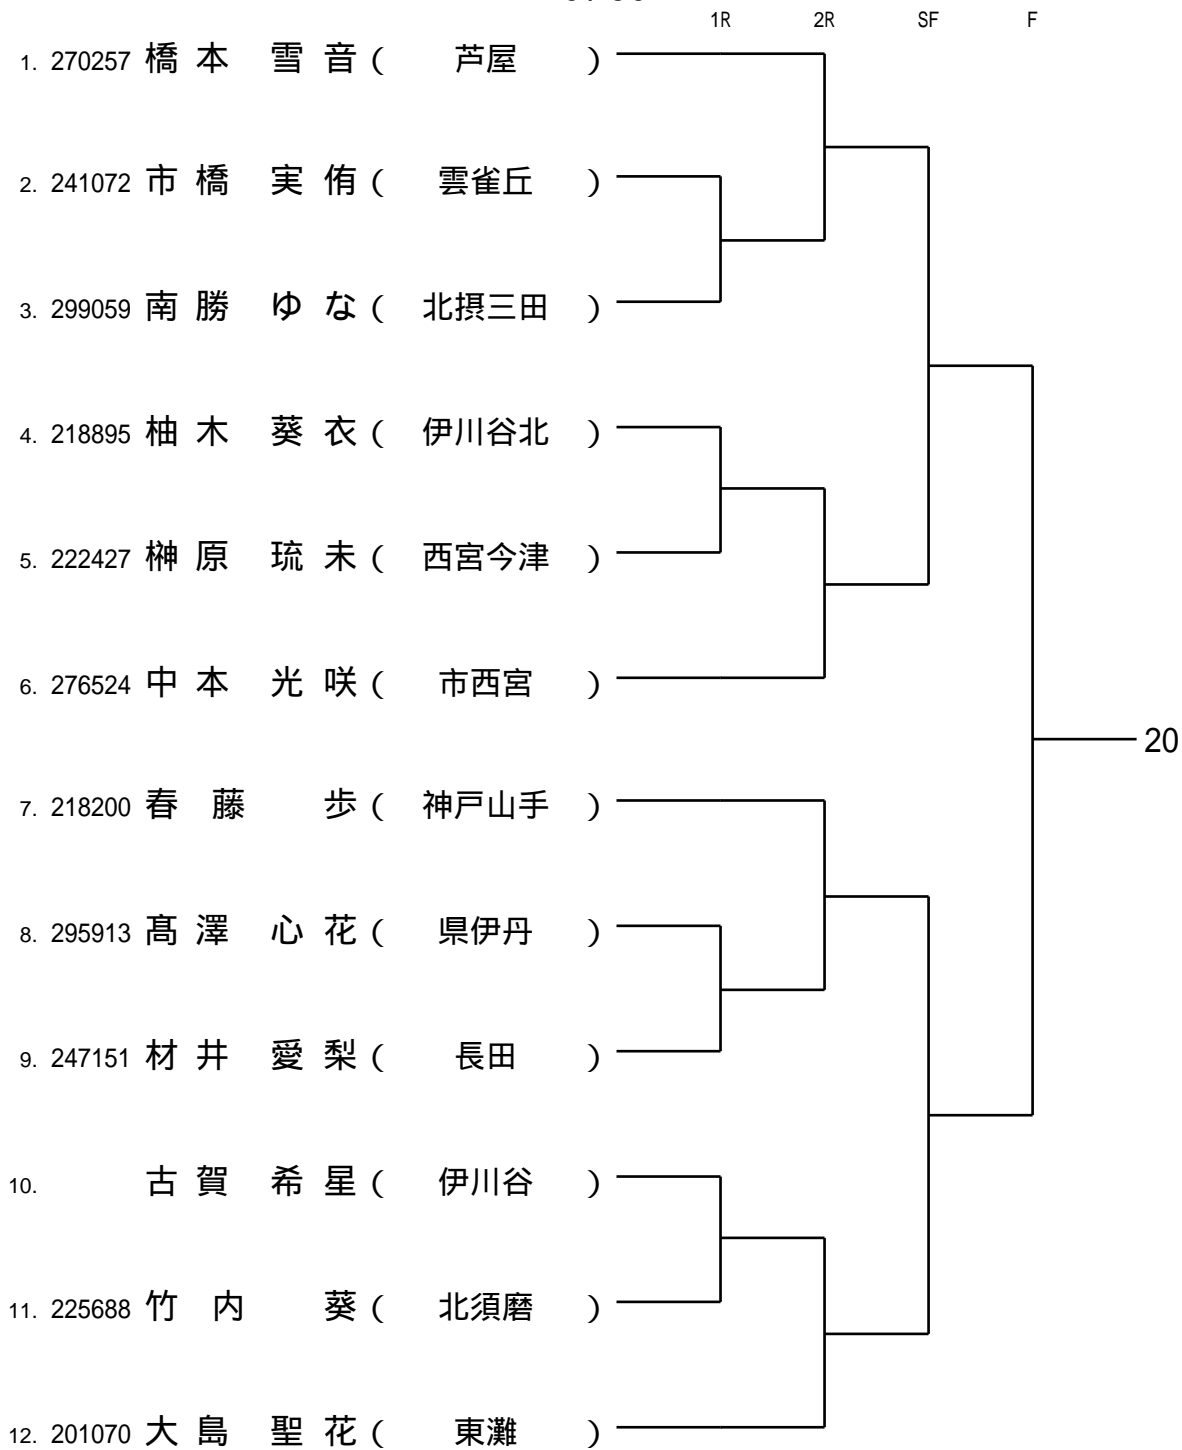 1R 2R SF F
1. 270257 橋本 雪音 ( 芦屋 )
2. 241072 市橋 実侑 ( 雲雀丘 )
3. 299059 南勝 ゆな ( 北摂三田 )
4. 218895 柚木 葵衣 ( 伊川谷北 )
5. 222427 榊原 琉未 ( 西宮今津 )
6. 276524 中本 光咲 ( 市西宮 )
20
7. 218200 春藤 歩 ( 神戸山手 )
8. 295913 髙澤 心花 ( 県伊丹 )
9. 247151 材井 愛梨 ( 長田 )
10. 古賀 希星 ( 伊川谷 )
11. 225688 竹内 葵 ( 北須磨 )
12. 201070 大島 聖花 ( 東灘 )